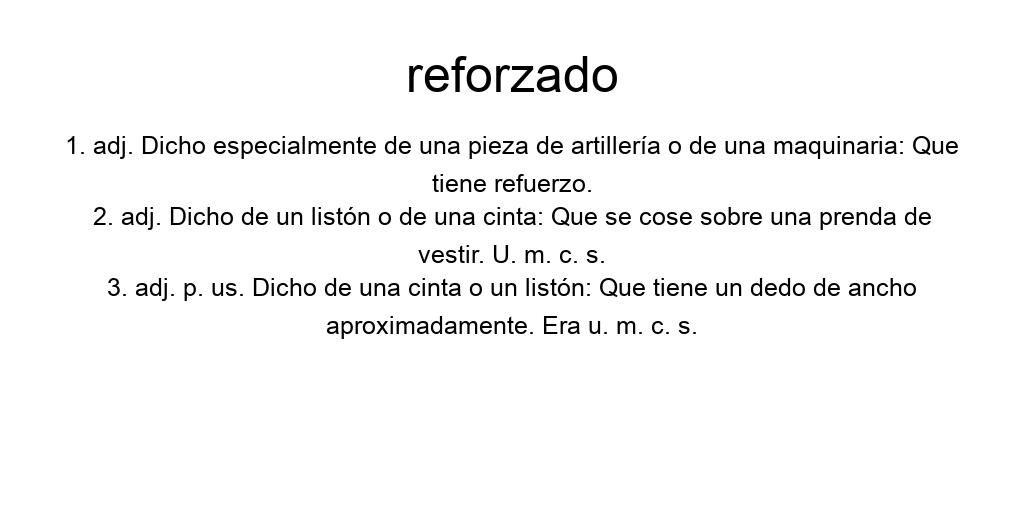 reforzado
1. adj. Dicho especialmente de una pieza de artillería o de una maquinaria: Que
tiene refuerzo.
2. adj. Dicho de un listón o de una cinta: Que se cose sobre una prenda de
vestir. U. m. c. s.
3. adj. p. us. Dicho de una cinta o un listón: Que tiene un dedo de ancho
aproximadamente. Era u. m. c. s.